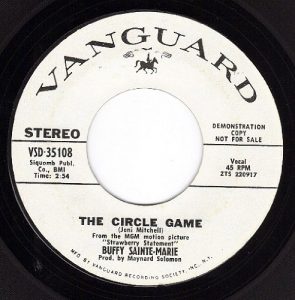 VANGUARD
STEREO
VSD-35108
Siquomb Publ.
Co., BMI
Time: 2:54
DEMONSTRATION
COPY
NOT FOR SALE
Vocal
45 RPM
ZTS 220917
THE CIRCLE GAME
(Joni Mitchell)
From the MGM motion picture
"Strawberry Statement"
BUFFY SAINTE-MARIE
Prod. by Maynard Solomon
MFG BY VANGUARD RECORDING SOCIETY, INC. N.Y.